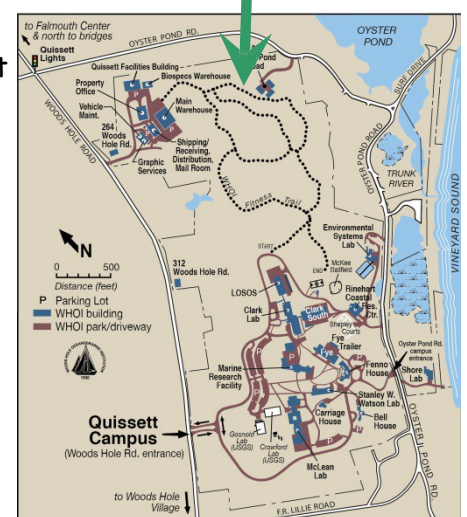 to Falmouth Center
& north to bridges
Quissett
Lights
OYSTER POND RD.
OYSTER
POND
SURF DRIVE
Quissett Facilities Building
Biospecs Warehouse
Property
Office
Pond
Vehicle
Maint.
Main
Warehouse
264
Woods
Hole Rd.
Shipping/
Receiving,
Distribution,
Mail Room
Graphic
Services
P
WOODS HOLE ROAD
OYSTER POND ROAD
TRUNK
RIVER
VINEYARD SOUND
WHOI
Fitness
Trail
START
END
Environmental
Systems
Lab
McKee
Ballfield
N
0 500
Distance (feet)
P Parking Lot
WHOI building
WHOI park/driveway
312
Woods Hole Rd.
LOSOS
Clark
Lab
Clark
South
Rinehart
Coastal
Res.
Ctr.
Shipley
Courts
Fye
Trailer
Fye
Fenno
House
Oyster Pond Rd.
campus
entrance
Shore
Lab
Marine
Research
Facility
Stanley W.
Watson Lab
Carriage
House
Bell
House
Quissett
Campus
(Woods Hole Rd. entrance)
Gosnold
Lab
(USGS)
Crawford
Lab
(USGS)
McLean
Lab
OYSTER POND RD
to Woods Hole
Village
F.R. LILLIE ROAD